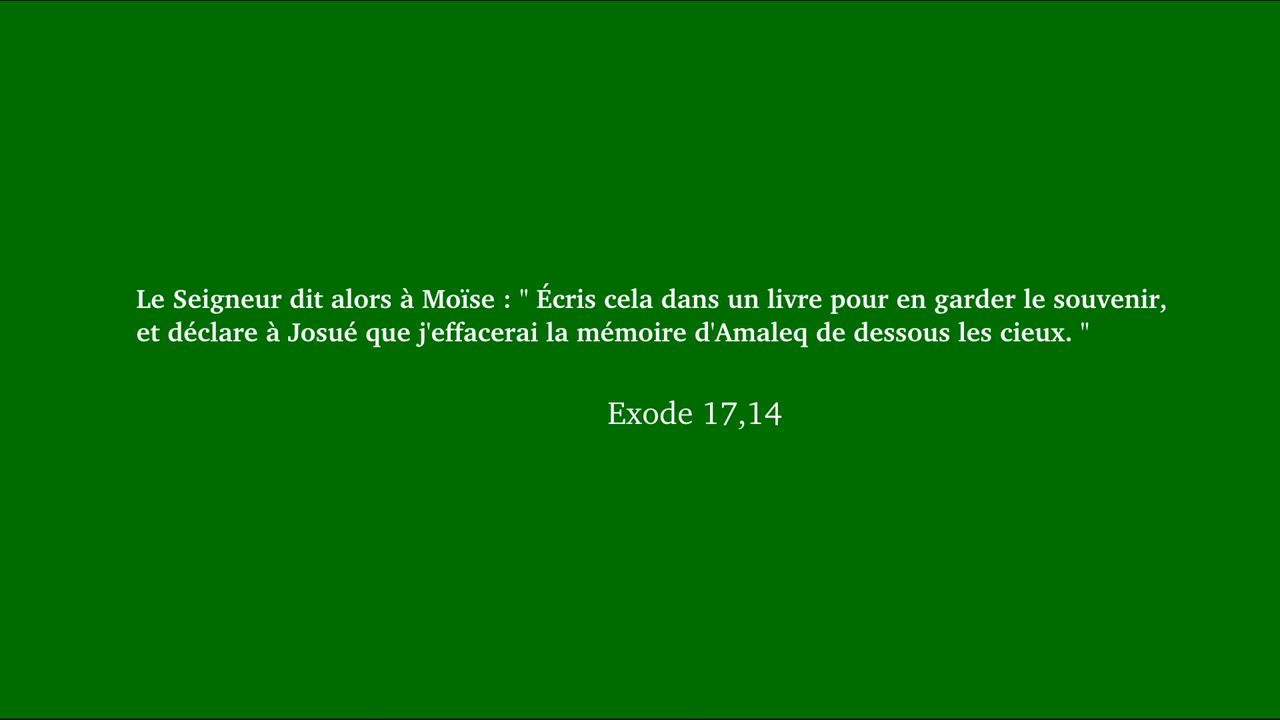 Le Seigneur dit alors à Moïse : " Écris cela dans un livre pour en garder le souvenir,
et déclare à Josué que j'effacerai la mémoire d'Amaleq de dessous les cieux. "
Exode 17,14